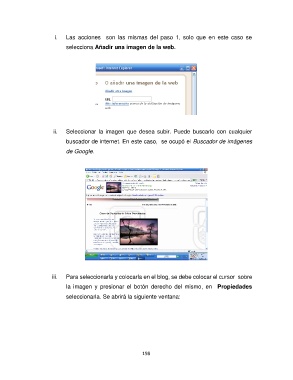 i. Las acciones son las mismas del paso 1, solo que en este caso se
selecciona Añadir una imagen de la web.
O añadir una imagen de la web
URL
ii. Seleccionar la imagen que desea subir. Puede buscarlo con cualquier
buscador de internet. En este caso, se ocupó el Buscador de imágenes
de Google.
Google
iii. Para seleccionarla y colocarla en el blog, se debe colocar el cursor sobre
la imagen y presionar el botón derecho del mismo, en Propiedades
seleccionarla. Se abrirá la siguiente ventana:
198